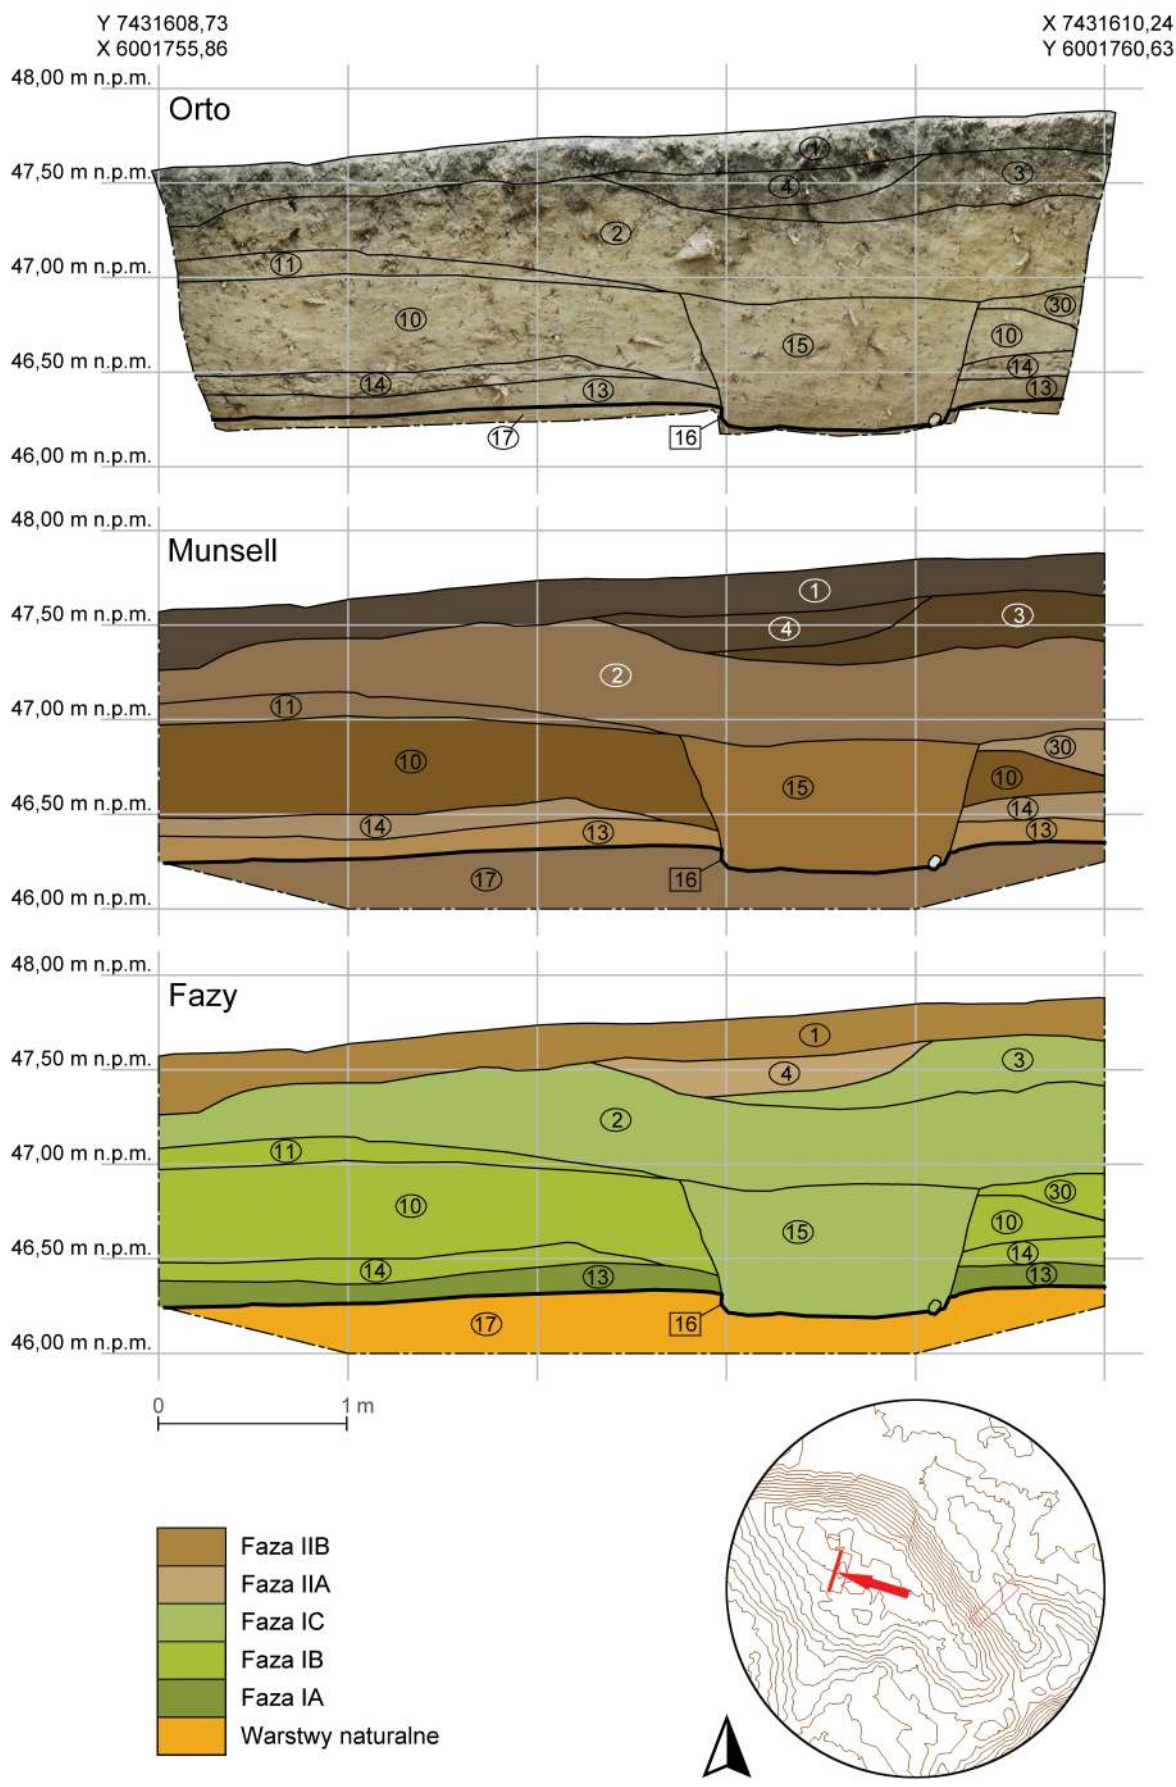 Y 7431608,73
X 6001755,86
X 7431610,24
Y 6001760,63
48,00 m n.p.m.
Orto
1
47,50 m n.p.m.
3
4
2
47,00 m n.p.m.
11
30
10
10
15
46,50 m n.p.m.
14
14
13
13
17
16
46,00 m n.p.m.
48,00 m n.p.m.
Munsell
1
47,50 m n.p.m.
3
4
2
47,00 m n.p.m.
11
30
10
10
15
46,50 m n.p.m.
14
14
13
13
17
16
46,00 m n.p.m.
48,00 m n.p.m.
Fazy
1
47,50 m n.p.m.
3
4
2
47,00 m n.p.m.
11
30
10
10
15
46,50 m n.p.m.
14
14
13
13
17
16
46,00 m n.p.m.
0 1 m
Faza IIB
Faza IIA
Faza IC
Faza IB
Faza IA
Warstwy naturalne